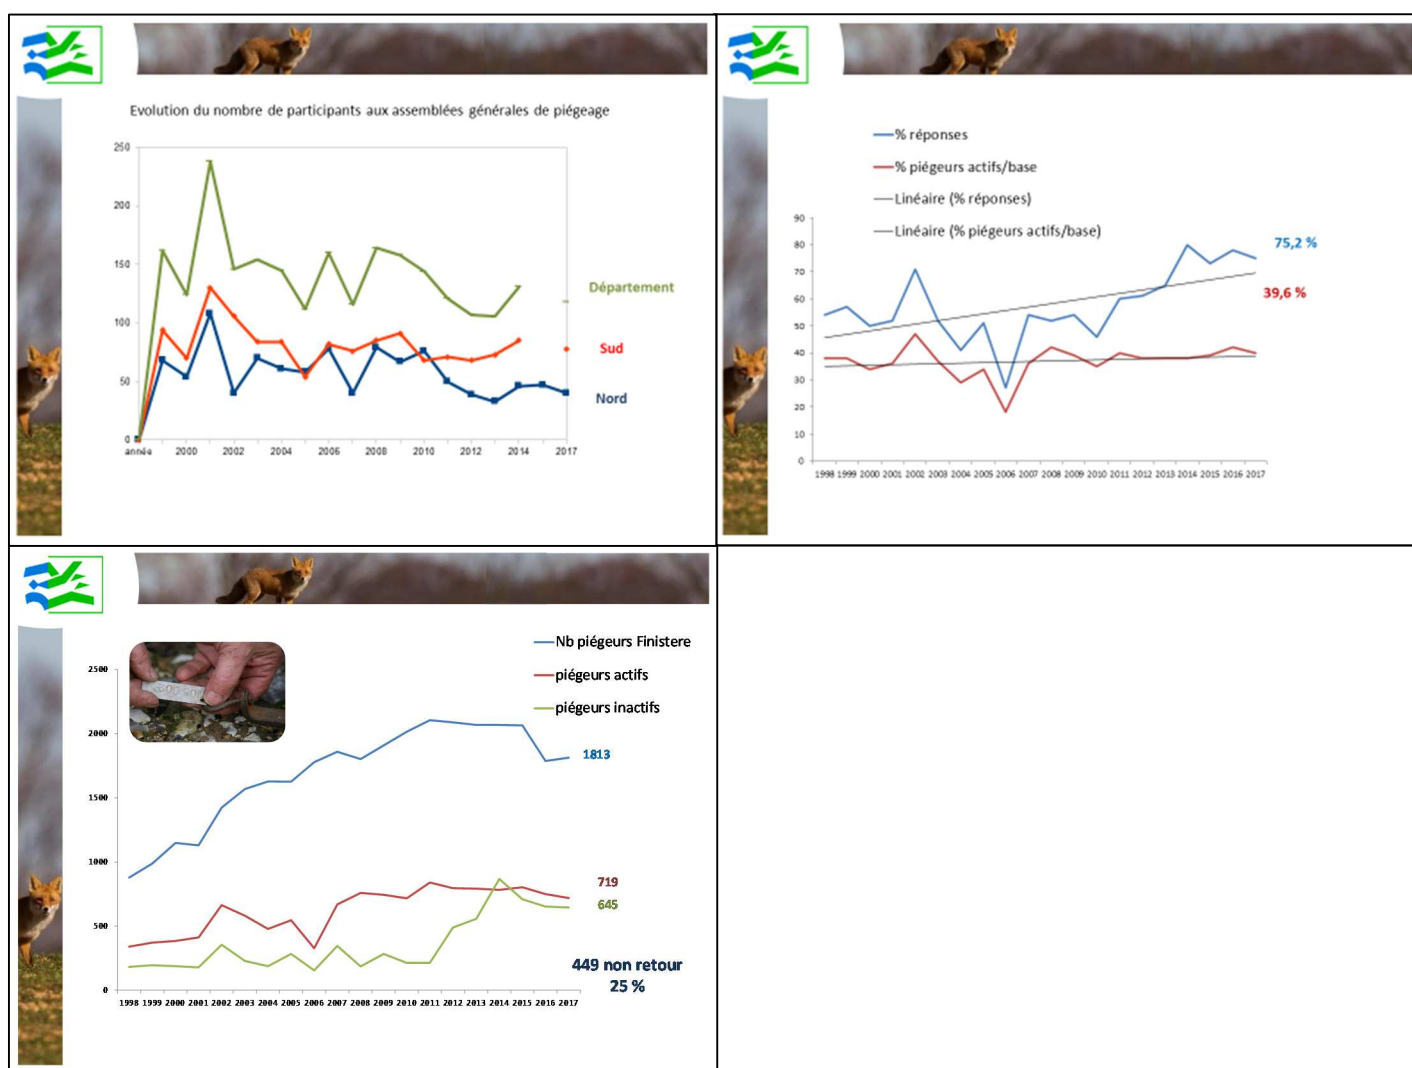 Evolution du nombre de participants aux assemblées générales de piégeage
250
200
150
100
50
0
année 2000 2002 2004 2006 2008 2010 2012 2014 2017
Département
Sud
Nord
% réponses
% piégeurs actifs/base
Linéaire (% réponses)
Linéaire (% piégeurs actifs/base)
90
80
70
60
50
40
30
20
10
0
1998 1999 2000 2001 2002 2003 2004 2005 2006 2007 2008 2009 2010 2011 2012 2013 2014 2015 2016 2017
75,2 %
39,6 %
Nb piégeurs Finistere
piégeurs actifs
piégeurs inactifs
2500
2000
1500
1000
500
0
1998 1999 2000 2001 2002 2003 2004 2005 2006 2007 2008 2009 2010 2011 2012 2013 2014 2015 2016 2017
1813
719
645
449 non retour
25 %